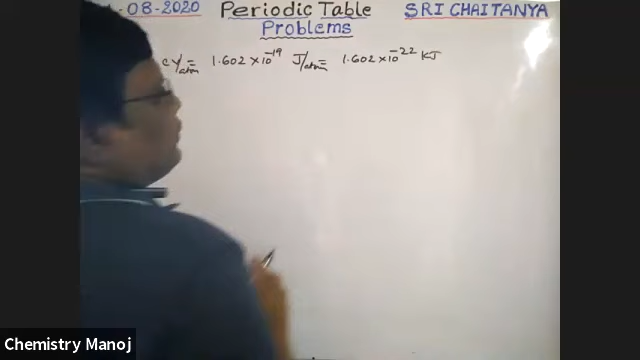 -08-2020 Periodic Table SRI CHAITANYA
Problems
eV/atom = 1.602 × 10⁻¹⁹ J/atom = 1.602 × 10⁻²² KJ
Chemistry Manoj